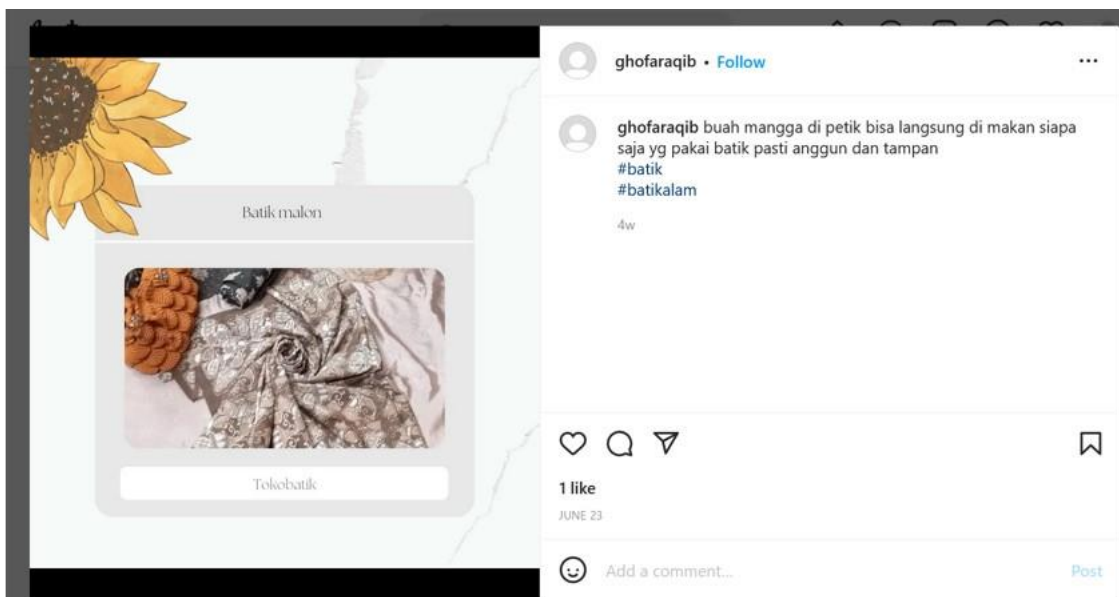 Batik malon
Tokobatik
ghofaraqib • Follow
ghofaraqib buah mangga di petik bisa langsung di makan siapa
saja yg pakai batik pasti anggun dan tampan
#batik
#batikalam
4w
1 like
JUNE 23
Add a comment...
Post